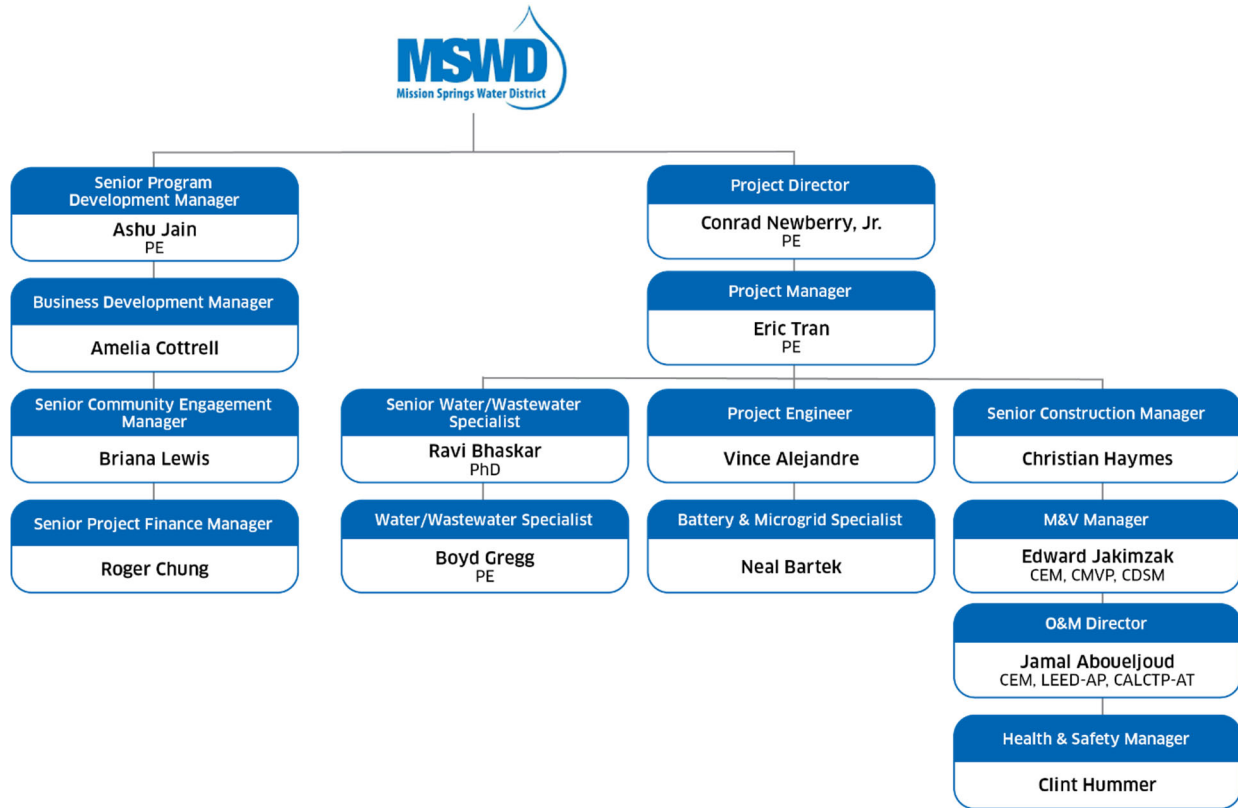 MSWD
Mission Springs Water District
Senior Program
Development Manager
Ashu Jain
PE
Business Development Manager
Amelia Cottrell
Senior Community Engagement
Manager
Briana Lewis
Senior Project Finance Manager
Roger Chung
Project Director
Conrad Newberry, Jr.
PE
Project Manager
Eric Tran
PE
Senior Water/Wastewater
Specialist
Ravi Bhaskar
PhD
Water/Wastewater Specialist
Boyd Gregg
PE
Project Engineer
Vince Alejandre
Battery & Microgrid Specialist
Neal Bartek
Senior Construction Manager
Christian Haymes
M&V Manager
Edward Jakimzak
CEM, CMVP, CDSM
O&M Director
Jamal Aboueljoud
CEM, LEED-AP, CALCTP-AT
Health & Safety Manager
Clint Hummer